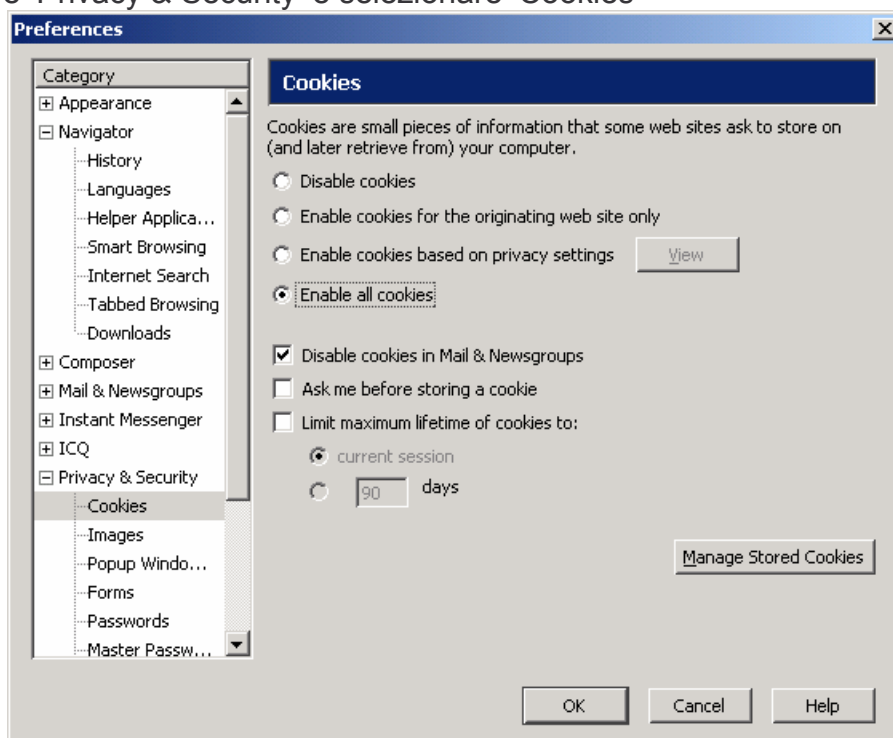 Privacy & Security e selezionare Cookies
Preferences
Category
Appearance
Navigator
History
Languages
Helper Applica...
Smart Browsing
Internet Search
Tabbed Browsing
Downloads
Composer
Mail & Newsgroups
Instant Messenger
ICQ
Privacy & Security
Cookies
Images
Popup Windo...
Forms
Passwords
Master Passw...
Cookies
Cookies are small pieces of information that some web sites ask to store on
(and later retrieve from) your computer.
Disable cookies
Enable cookies for the originating web site only
Enable cookies based on privacy settings View
Enable all cookies
Disable cookies in Mail & Newsgroups
Ask me before storing a cookie
Limit maximum lifetime of cookies to:
current session
90 days
Manage Stored Cookies
OK Cancel Help